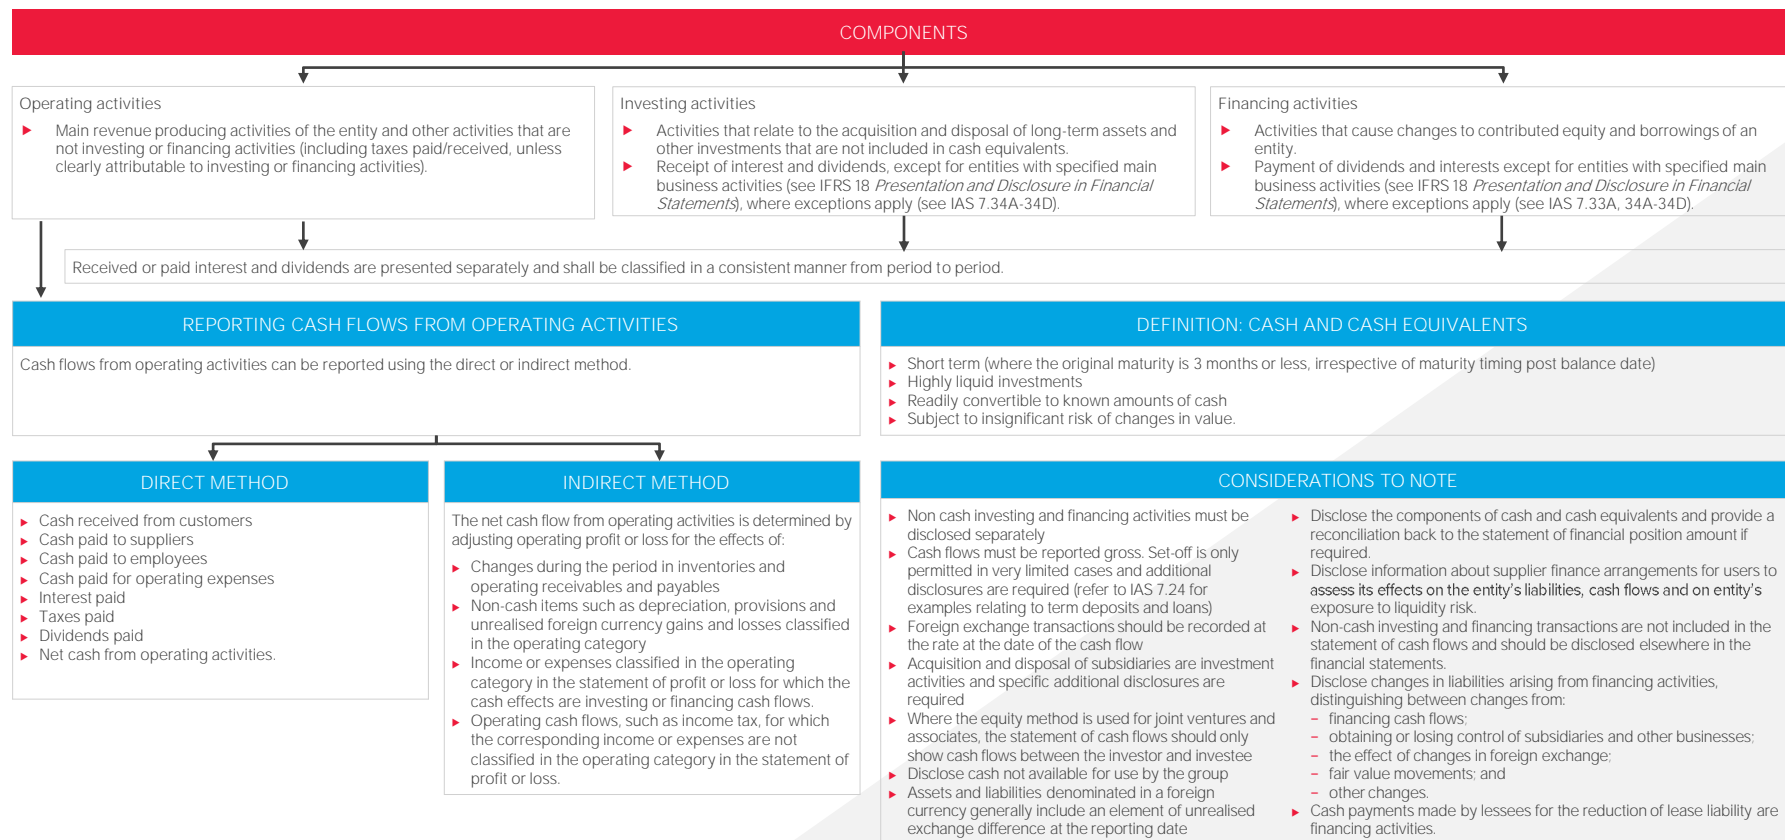 COMPONENTS
Operating activities
Main revenue producing activities of the entity and other activities that are
not investing or financing activities (including taxes paid/received, unless
clearly attributable to investing or financing activities).
Investing activities
Activities that relate to the acquisition and disposal of long-term assets and
other investments that are not included in cash equivalents.
Receipt of interest and dividends, except for entities with specified main
business activities (see IFRS 18 Presentation and Disclosure in Financial
Statements), where exceptions apply (see IAS 7.34A-34D).
Financing activities
Activities that cause changes to contributed equity and borrowings of an
entity.
Payment of dividends and interests except for entities with specified main
business activities (see IFRS 18 Presentation and Disclosure in Financial
Statements), where exceptions apply (see IAS 7.33A, 34A-34D).
Received or paid interest and dividends are presented separately and shall be classified in a consistent manner from period to period.
REPORTING CASH FLOWS FROM OPERATING ACTIVITIES
Cash flows from operating activities can be reported using the direct or indirect method.
DEFINITION: CASH AND CASH EQUIVALENTS
Short term (where the original maturity is 3 months or less, irrespective of maturity timing post balance date)
Highly liquid investments
Readily convertible to known amounts of cash
Subject to insignificant risk of changes in value.
DIRECT METHOD
Cash received from customers
Cash paid to suppliers
Cash paid to employees
Cash paid for operating expenses
Interest paid
Taxes paid
Dividends paid
Net cash from operating activities.
INDIRECT METHOD
The net cash flow from operating activities is determined by
adjusting operating profit or loss for the effects of:
Changes during the period in inventories and
operating receivables and payables
Non-cash items such as depreciation, provisions and
unrealised foreign currency gains and losses classified
in the operating category
Income or expenses classified in the operating
category in the statement of profit or loss for which the
cash effects are investing or financing cash flows.
Operating cash flows, such as income tax, for which
the corresponding income or expenses are not
classified in the operating category in the statement of
profit or loss.
CONSIDERATIONS TO NOTE
Non cash investing and financing activities must be
disclosed separately
Cash flows must be reported gross. Set-off is only
permitted in very limited cases and additional
disclosures are required (refer to IAS 7.24 for
examples relating to term deposits and loans)
Foreign exchange transactions should be recorded at
the rate at the date of the cash flow
Acquisition and disposal of subsidiaries are investment
activities and specific additional disclosures are
required
Where the equity method is used for joint ventures and
associates, the statement of cash flows should only
show cash flows between the investor and investee
Disclose cash not available for use by the group
Assets and liabilities denominated in a foreign
currency generally include an element of unrealised
exchange difference at the reporting date
Disclose the components of cash and cash equivalents and provide a
reconciliation back to the statement of financial position amount if
required.
Disclose information about supplier finance arrangements for users to
assess its effects on the entity's liabilities, cash flows and on entity's
exposure to liquidity risk.
Non-cash investing and financing transactions are not included in the
statement of cash flows and should be disclosed elsewhere in the
financial statements.
Disclose changes in liabilities arising from financing activities,
distinguishing between changes from:
– financing cash flows;
– obtaining or losing control of subsidiaries and other businesses;
– the effect of changes in foreign exchange;
– fair value movements; and
– other changes.
Cash payments made by lessees for the reduction of lease liability are
financing activities.